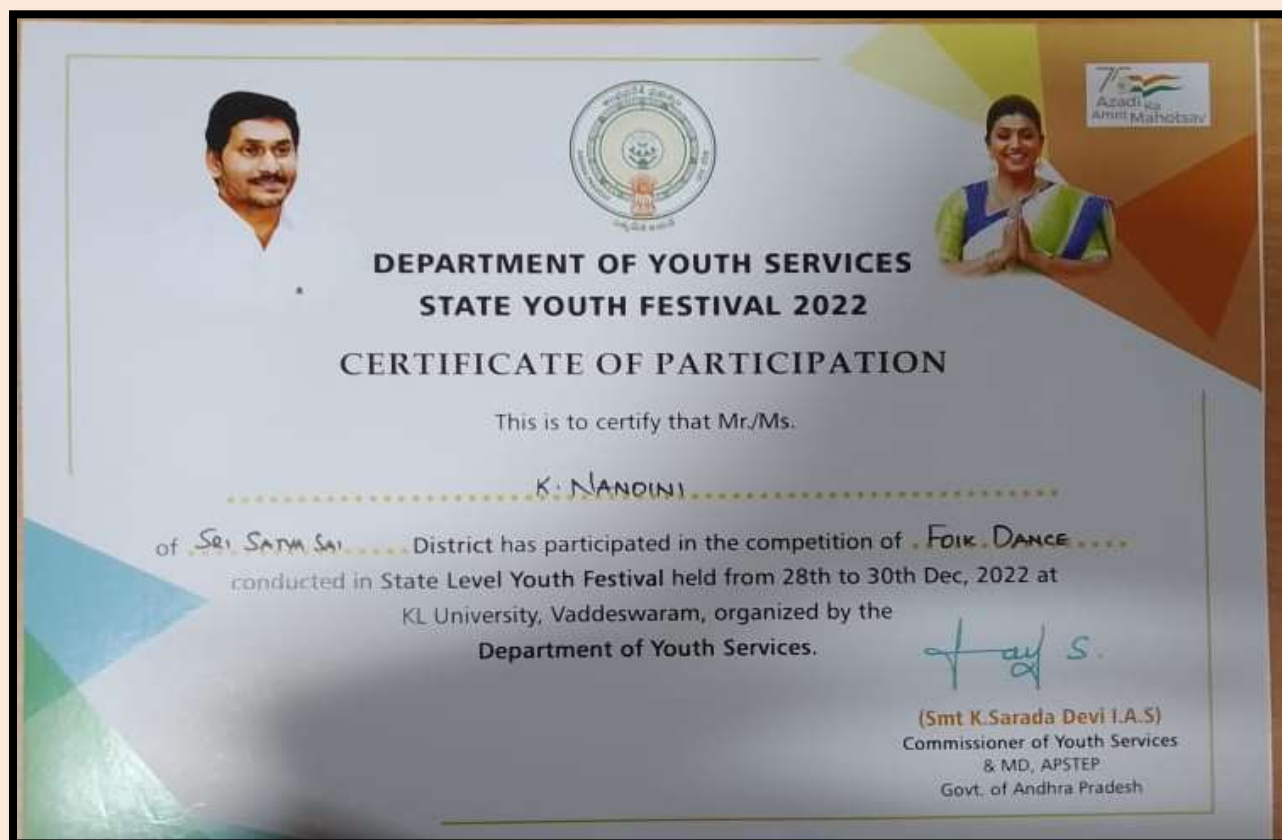 75
Azadi Ka
Amrit Mahotsav
DEPARTMENT OF YOUTH SERVICES
STATE YOUTH FESTIVAL 2022
CERTIFICATE OF PARTICIPATION
This is to certify that Mr./Ms.
K. NANDINI
of SRI SATYA SAI District has participated in the competition of FOlK DANCE
conducted in State Level Youth Festival held from 28th to 30th Dec, 2022 at
KL University, Vaddeswaram, organized by the
Department of Youth Services.
(Smt K.Sarada Devi I.A.S)
Commissioner of Youth Services
& MD, APSTEP
Govt. of Andhra Pradesh